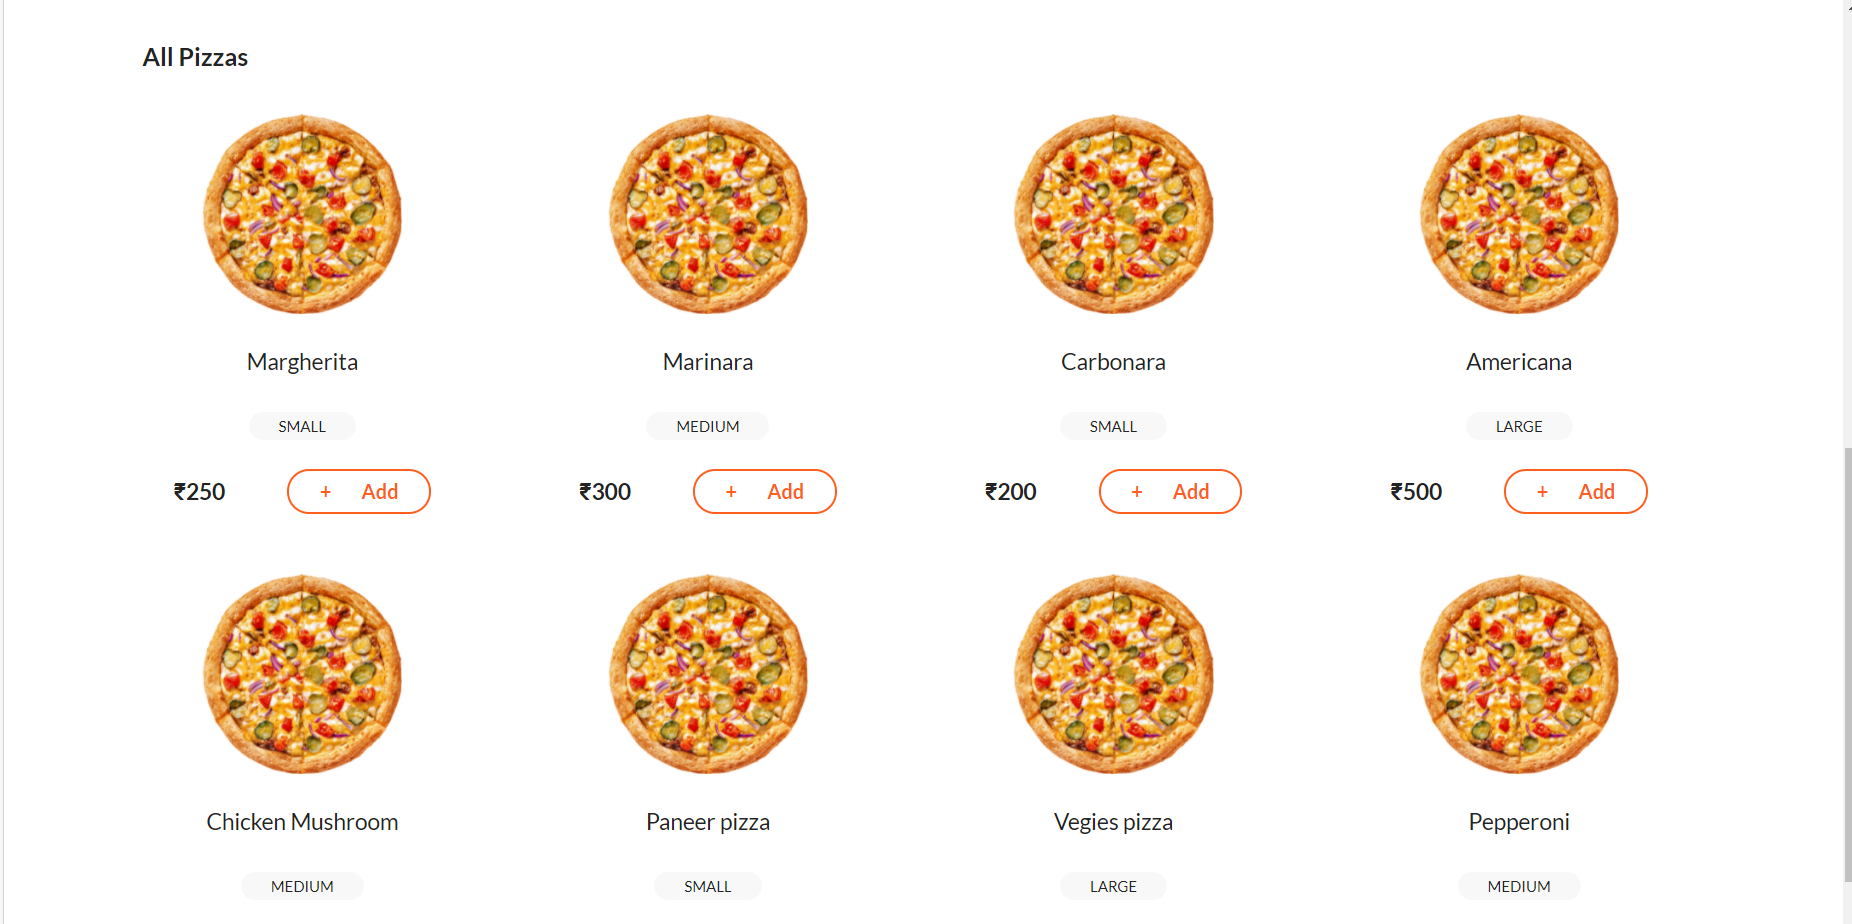 All Pizzas
Margherita Marinara Carbonara Americana
SMALL MEDIUM SMALL LARGE
₹250 + Add ₹300 + Add ₹200 + Add ₹500 + Add
Chicken Mushroom Paneer pizza Vegies pizza Pepperoni
MEDIUM SMALL LARGE MEDIUM